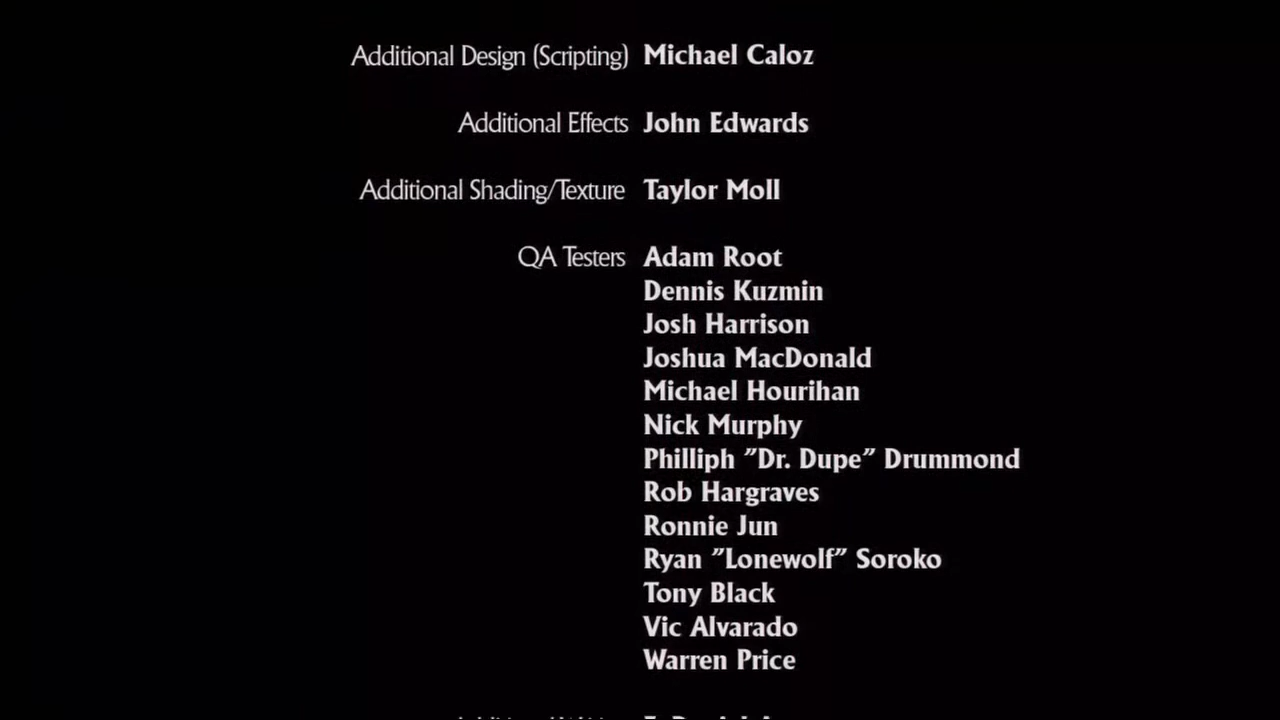 Additional Design (Scripting) Michael Caloz
Additional Effects John Edwards
Additional Shading/Texture Taylor Moll
QA Testers Adam Root
Dennis Kuzmin
Josh Harrison
Joshua MacDonald
Michael Hourihan
Nick Murphy
Philliph "Dr. Dupe" Drummond
Rob Hargraves
Ronnie Jun
Ryan "Lonewolf" Soroko
Tony Black
Vic Alvarado
Warren Price